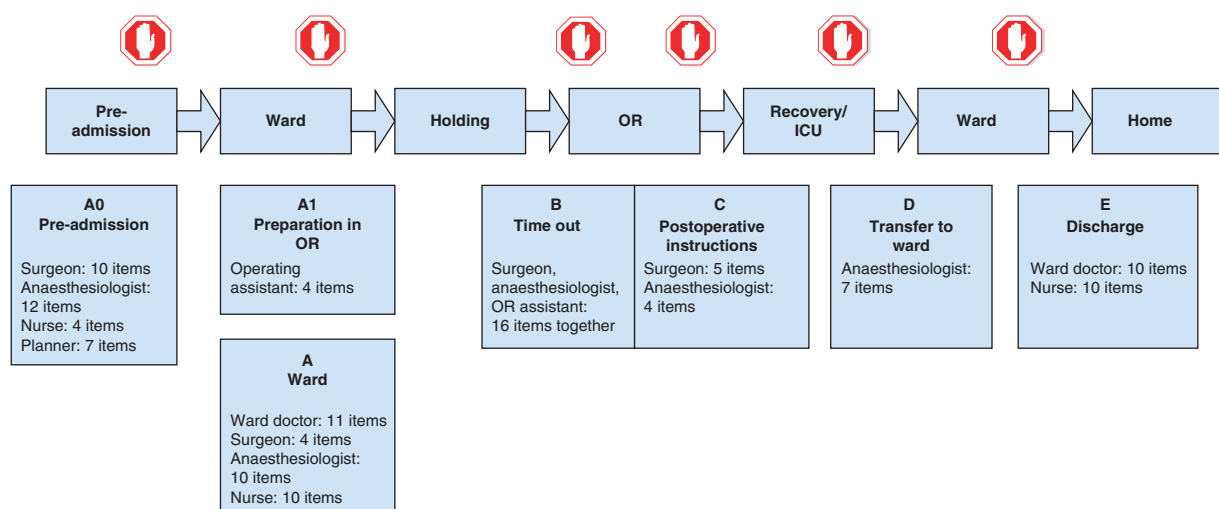 Pre-
admission
Ward
Holding
OR
Recovery/
ICU
Ward
Home
A0
Pre-admission
Surgeon: 10 items
Anaesthesiologist:
12 items
Nurse: 4 items
Planner: 7 items
A1
Preparation in
OR
Operating
assistant: 4 items
A
Ward
Ward doctor: 11 items
Surgeon: 4 items
Anaesthesiologist:
10 items
Nurse: 10 items
B
Time out
Surgeon,
anaesthesiologist,
OR assistant:
16 items together
C
Postoperative
instructions
Surgeon: 5 items
Anaesthesiologist:
4 items
D
Transfer to
ward
Anaesthesiologist:
7 items
E
Discharge
Ward doctor: 10 items
Nurse: 10 items